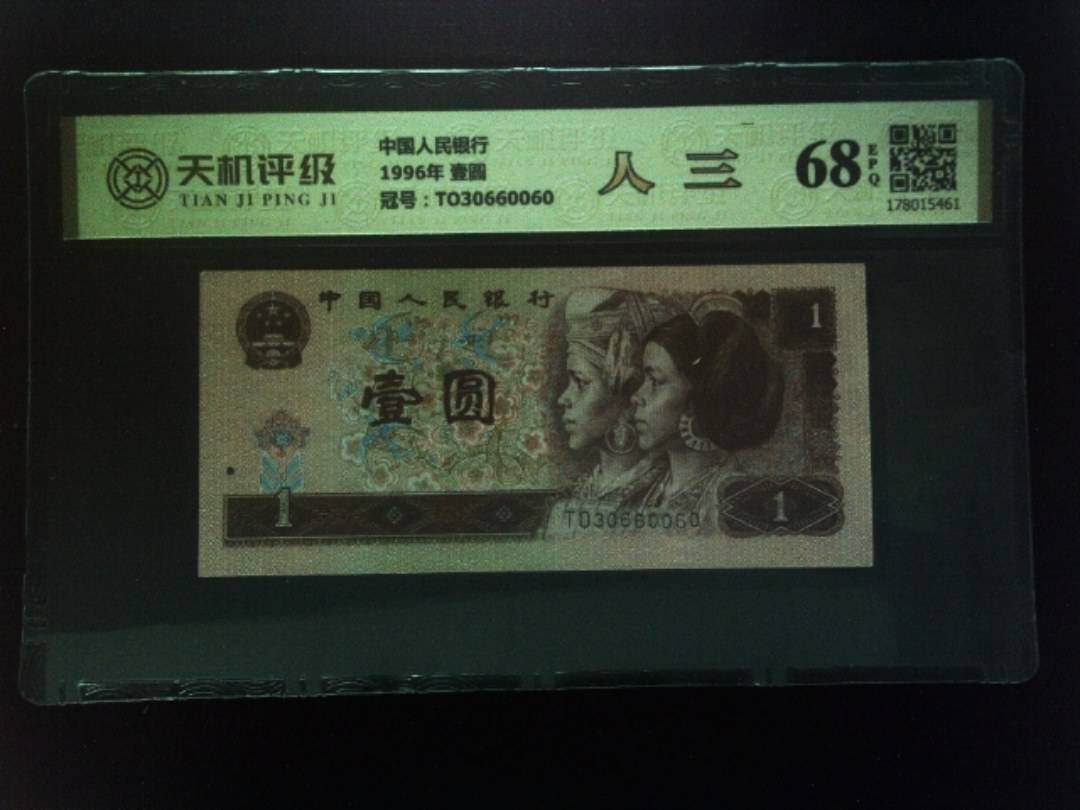 天机评级
TIAN JI PING JI
中国人民银行
1996年 壹圆
冠号：TO30660060
人三
68
EPQ
178015461
中国人民银行
1
壹圆
1
TO30660060
1